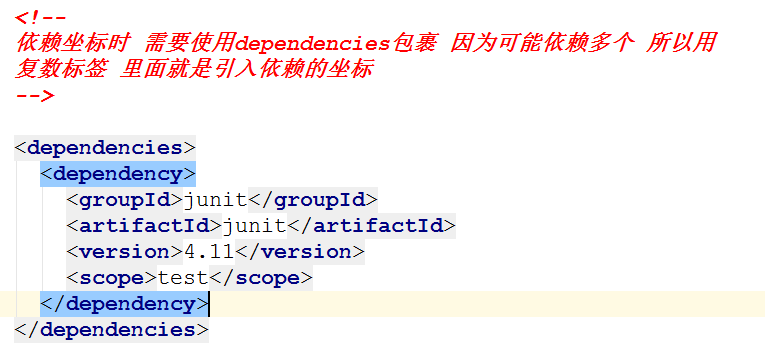 <!--
依赖坐标时 需要使用dependencies包裹 因为可能依赖多个 所以用
复数标签 里面就是引入依赖的坐标
-->
<dependencies>
<dependency>
<groupId>junit</groupId>
<artifactId>junit</artifactId>
<version>4.11</version>
<scope>test</scope>
</dependency>
</dependencies>